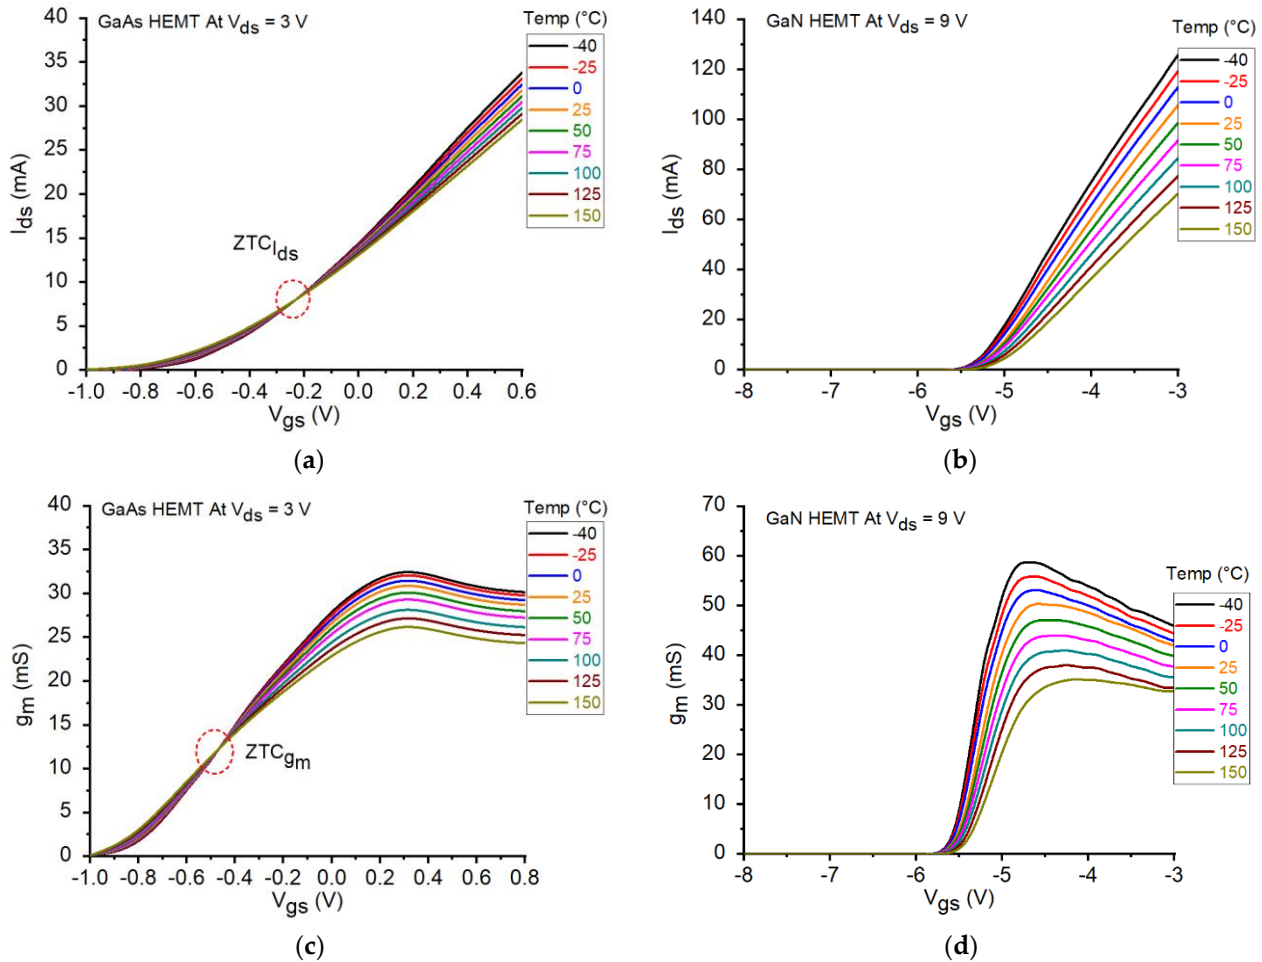 GaAs HEMT At Vds = 3 V
Temp (°C)
-40
-25
0
25
50
75
100
125
150
40
35
30
25
20
15
10
5
0
Ids (mA)
ZTCIds
-1.0 -0.8 -0.6 -0.4 -0.2 0.0 0.2 0.4 0.6
Vgs (V)
(a)
GaN HEMT At Vds = 9 V
Temp (°C)
-40
-25
0
25
50
75
100
125
150
140
120
100
80
60
40
20
0
Ids (mA)
-8 -7 -6 -5 -4 -3
Vgs (V)
(b)
GaAs HEMT At Vds = 3 V
Temp (°C)
-40
-25
0
25
50
75
100
125
150
40
35
30
25
20
15
10
5
0
gm (mS)
ZTCgm
-1.0 -0.8 -0.6 -0.4 -0.2 0.0 0.2 0.4 0.6 0.8
Vgs (V)
(c)
GaN HEMT At Vds = 9 V
Temp (°C)
-40
-25
0
25
50
75
100
125
150
70
60
50
40
30
20
10
0
gm (mS)
-8 -7 -6 -5 -4 -3
Vgs (V)
(d)